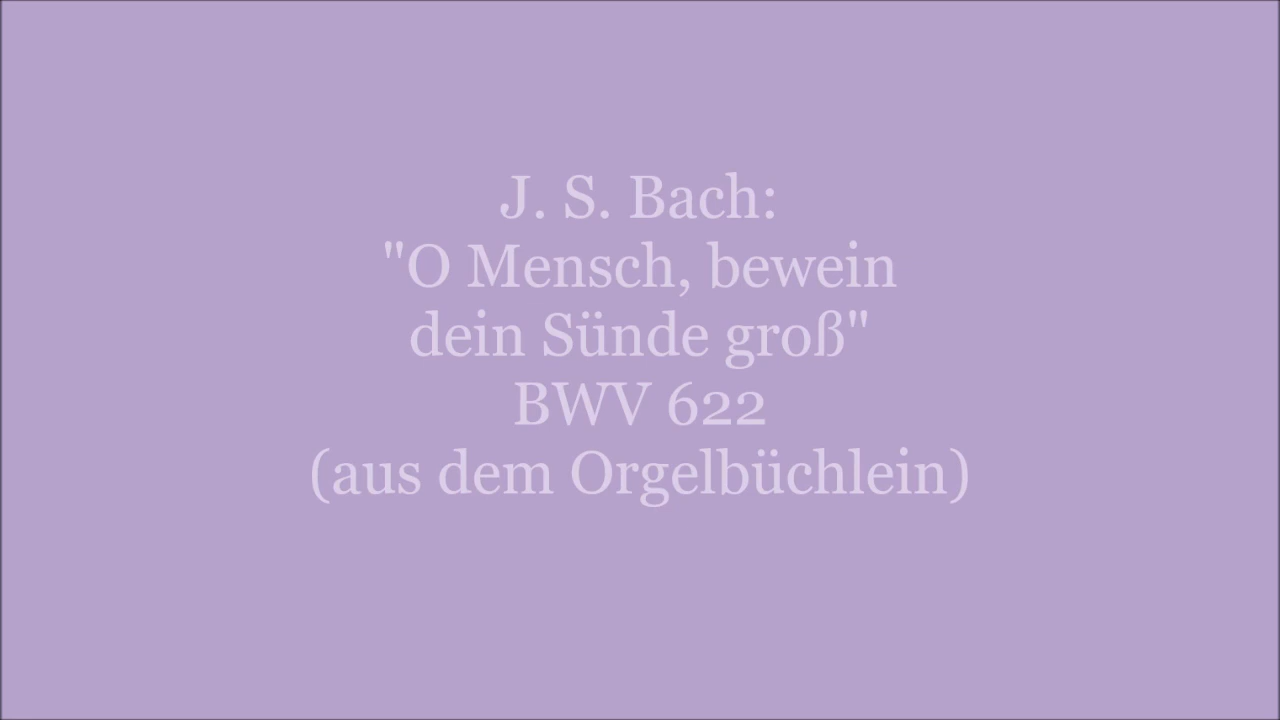 J. S. Bach:
"O Mensch, bewein
dein Sünde groß"
BWV 622
(aus dem Orgelbüchlein)